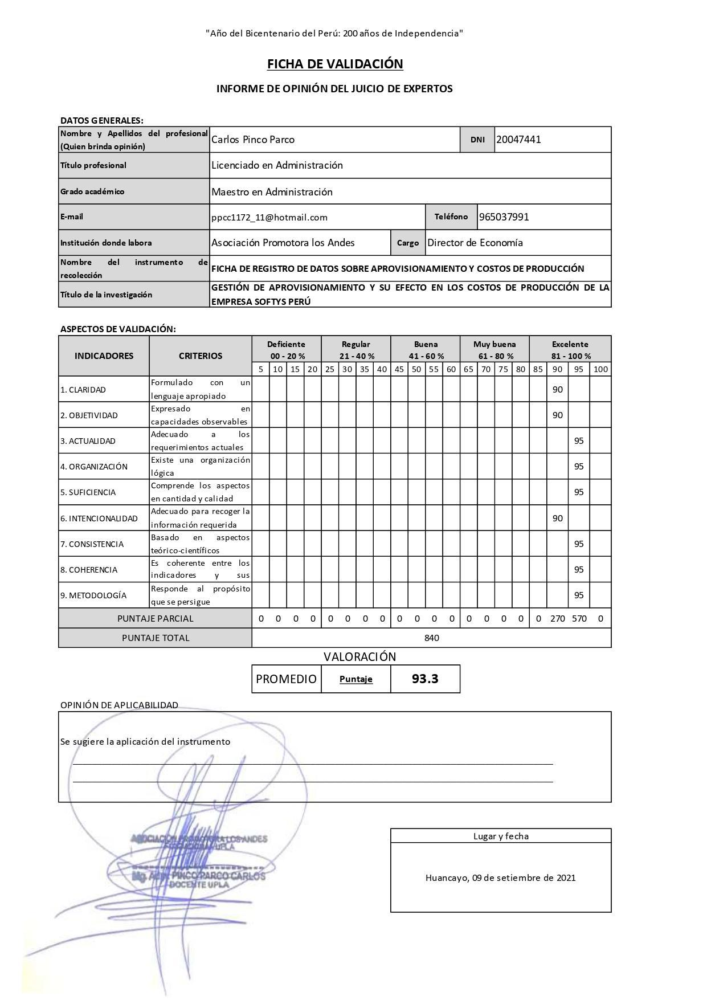 "Año del Bicentenario del Perú: 200 años de Independencia"
FICHA DE VALIDACIÓN
INFORME DE OPINIÓN DEL JUICIO DE EXPERTOS
DATOS GENERALES:
Nombre y Apellidos del profesional
(Quien brinda opinión)
Carlos Pinco Parco
DNI
20047441
Título profesional
Licenciado en Administración
Grado académico
Maestro en Administración
E-mail
ppcc1172_11@hotmail.com
Teléfono
965037991
Institución donde labora
Asociación Promotora los Andes
Cargo
Director de Economía
Nombre del instrumento de
recolección
FICHA DE REGISTRO DE DATOS SOBRE APROVISIONAMIENTO Y COSTOS DE PRODUCCIÓN
Título de la investigación
GESTIÓN DE APROVISIONAMIENTO Y SU EFECTO EN LOS COSTOS DE PRODUCCIÓN DE LA
EMPRESA SOFTYS PERÚ
ASPECTOS DE VALIDACIÓN:
INDICADORES
CRITERIOS
Deficiente
00 - 20 %
Regular
21 - 40 %
Buena
41 - 60 %
Muy buena
61 - 80 %
Excelente
81 - 100 %
5 10 15 20 25 30 35 40 45 50 55 60 65 70 75 80 85 90 95 100
1. CLARIDAD
Formulado con un
lenguaje apropiado
90
2. OBJETIVIDAD
Expresado en
capacidades observables
90
3. ACTUALIDAD
Adecuado a los
requerimientos actuales
95
4. ORGANIZACIÓN
Existe una organización
lógica
95
5. SUFICIENCIA
Comprende los aspectos
en cantidad y calidad
95
6. INTENCIONALIDAD
Adecuado para recoger la
información requerida
90
7. CONSISTENCIA
Basado en aspectos
teórico-científicos
95
8. COHERENCIA
Es coherente entre los
indicadores y sus
95
9. METODOLOGÍA
Responde al propósito
que se persigue
95
PUNTAJE PARCIAL
0 0 0 0 0 0 0 0 0 0 0 0 0 0 0 0 0 270 570 0
PUNTAJE TOTAL
840
VALORACIÓN
PROMEDIO
Puntaje
93.3
OPINIÓN DE APLICABILIDAD
Se sugiere la aplicación del instrumento
ASOCIACIÓN PROMOTORA LOS ANDES
UPLA
Mg. Adm. PINCO PARCO CARLOS
DOCENTE UPLA
Lugar y fecha
Huancayo, 09 de setiembre de 2021